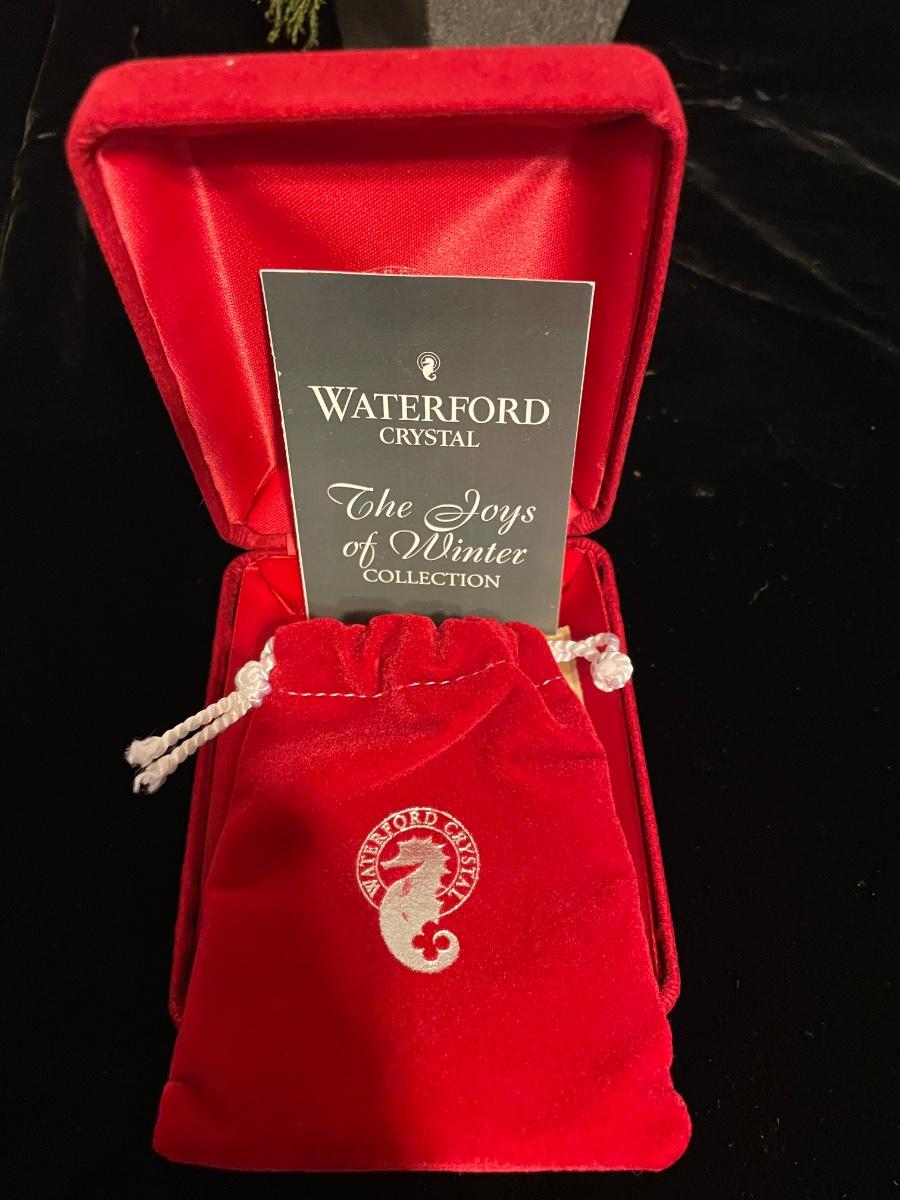 WATERFORD
CRYSTAL
The Joys
of Winter
COLLECTION
WATERFORD CRYSTAL